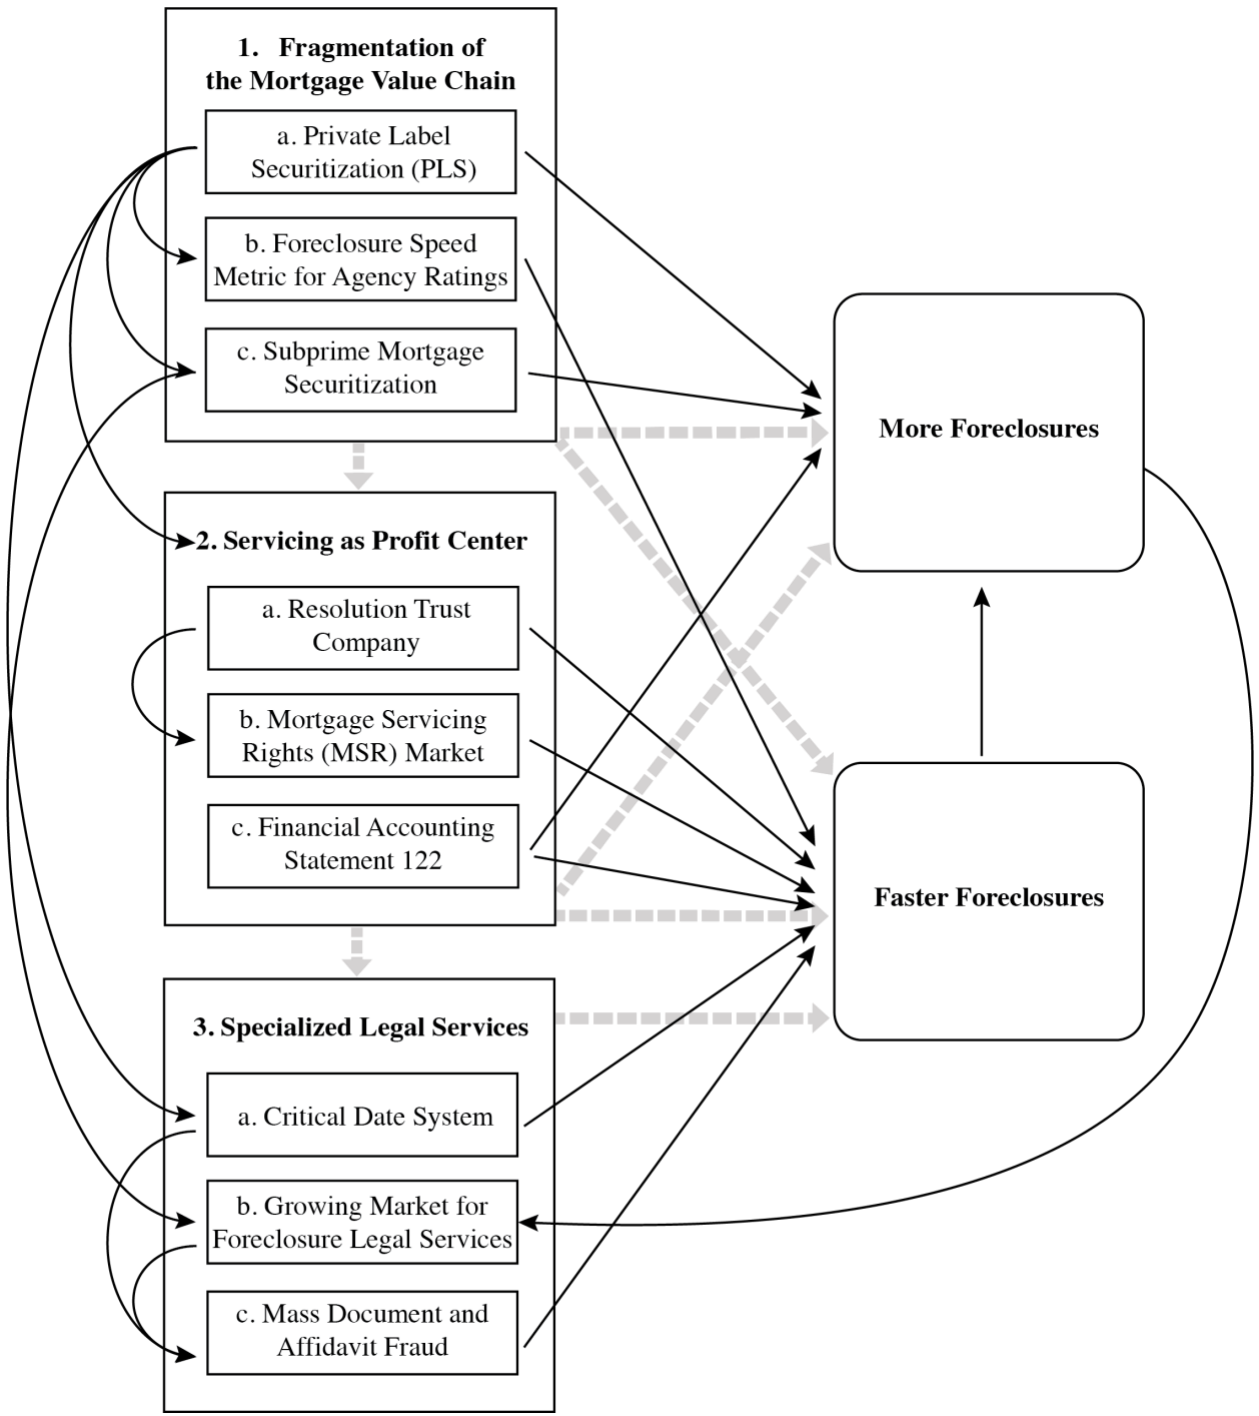 1. Fragmentation of
the Mortgage Value Chain
a. Private Label
Securitization (PLS)
b. Foreclosure Speed
Metric for Agency Ratings
c. Subprime Mortgage
Securitization
More Foreclosures
2. Servicing as Profit Center
a. Resolution Trust
Company
b. Mortgage Servicing
Rights (MSR) Market
c. Financial Accounting
Statement 122
Faster Foreclosures
3. Specialized Legal Services
a. Critical Date System
b. Growing Market for
Foreclosure Legal Services
c. Mass Document and
Affidavit Fraud